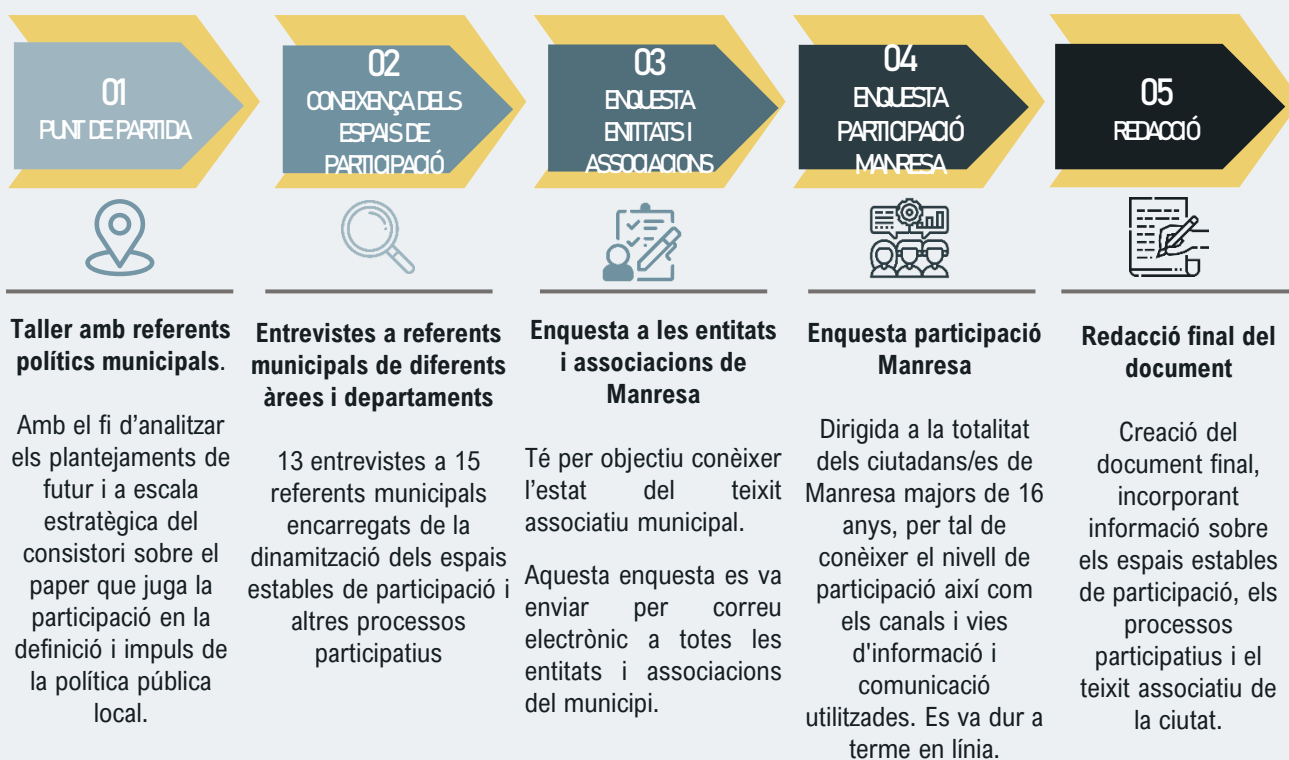 01
PUNT DE PARTIDA
02
CONEIXENÇA DELS
ESPAIS DE
PARTICIPACIÓ
03
ENQUESTA
ENTITATS I
ASSOCIACIONS
04
ENQUESTA
PARTICIPACIÓ
MANRESA
05
REDACCIÓ
Taller amb referents
polítics municipals.
Amb el fi d’analitzar
els plantejaments de
futur i a escala
estratègica del
consistori sobre el
paper que juga la
participació en la
definició i impuls de
la política pública
local.
Entrevistes a referents
municipals de diferents
àrees i departaments
13 entrevistes a 15
referents municipals
encarregats de la
dinamització dels espais
estables de participació i
altres processos
participatius
Enquesta a les entitats
i associacions de
Manresa
Té per objectiu conèixer
l’estat del teixit
associatiu municipal.
Aquesta enquesta es va
enviar per correu
electrònic a totes les
entitats i associacions
del municipi.
Enquesta participació
Manresa
Dirigida a la totalitat
dels ciutadans/es de
Manresa majors de 16
anys, per tal de
conèixer el nivell de
participació així com
els canals i vies
d'informació i
comunicació
utilitzades. Es va dur a
terme en línia.
Redacció final del
document
Creació del
document final,
incorporant
informació sobre
els espais estables
de participació, els
processos
participatius i el
teixit associatiu de
la ciutat.